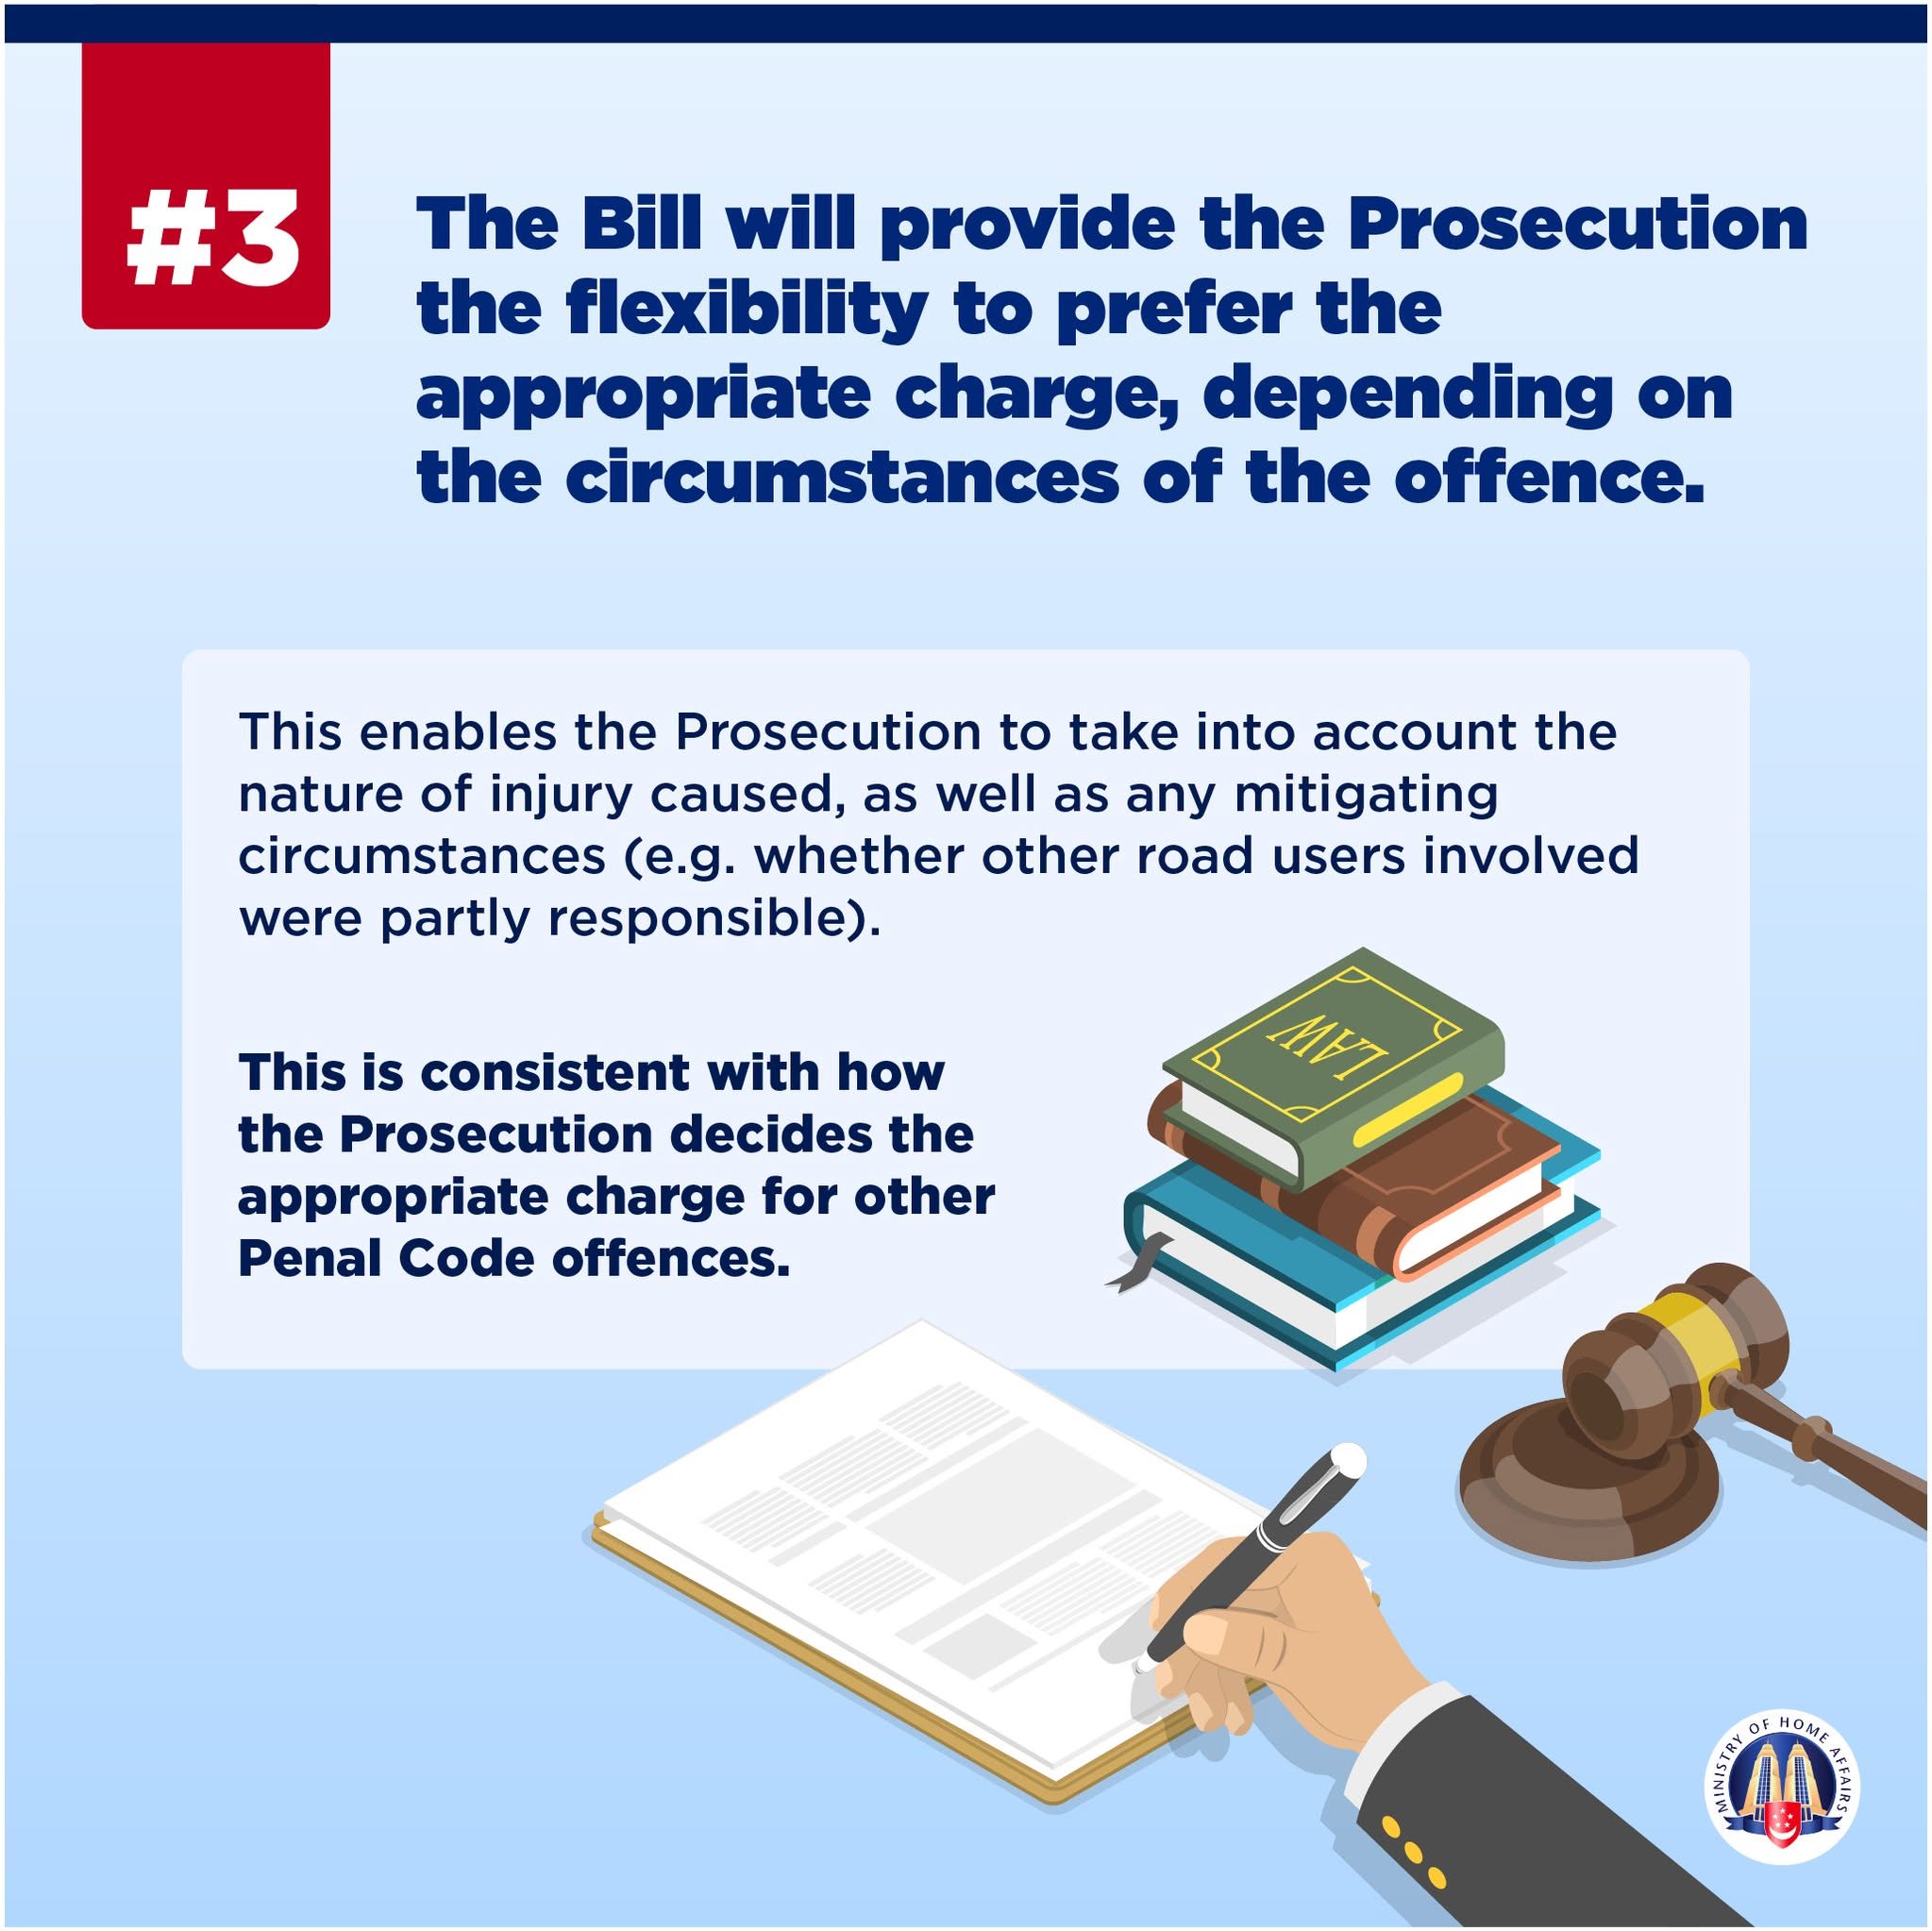 #3
The Bill will provide the Prosecution
the flexibility to prefer the
appropriate charge, depending on
the circumstances of the offence.
This enables the Prosecution to take into account the
nature of injury caused, as well as any mitigating
circumstances (e.g. whether other road users involved
were partly responsible).
This is consistent with how
the Prosecution decides the
appropriate charge for other
Penal Code offences.
LAW
MINISTRY OF HOME AFFAIRS